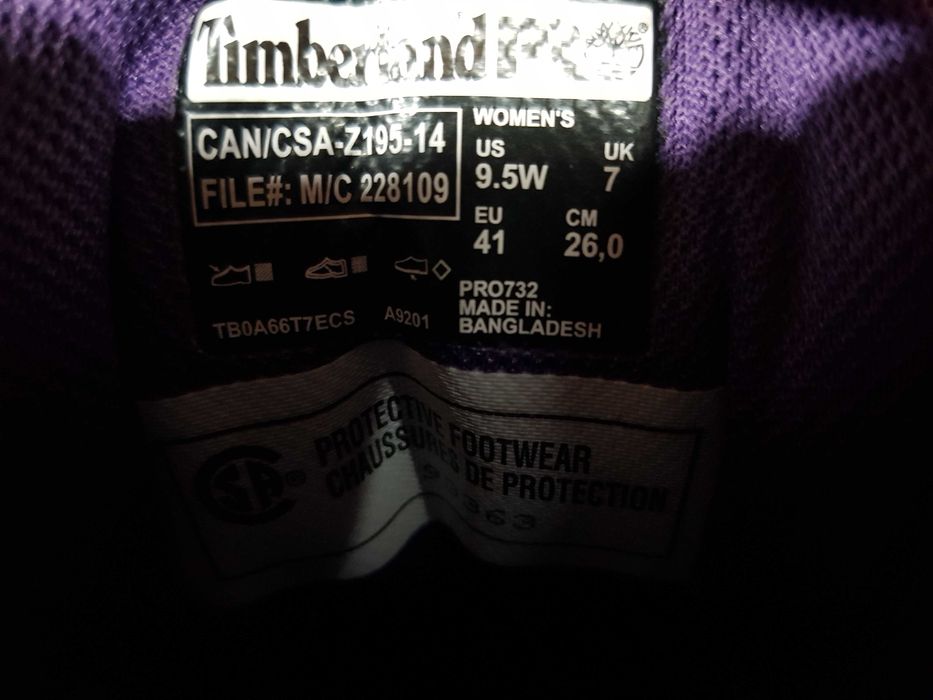 Timberland
CAN/CSA-Z195-14
FILE#: M/C 228109
WOMEN'S
US UK
9.5W 7
EU CM
41 26,0
PRO732
MADE IN:
BANGLADESH
TB0A66T7ECS A9201
CSA®
PROTECTIVE FOOTWEAR
CHAUSSURES DE PROTECTION